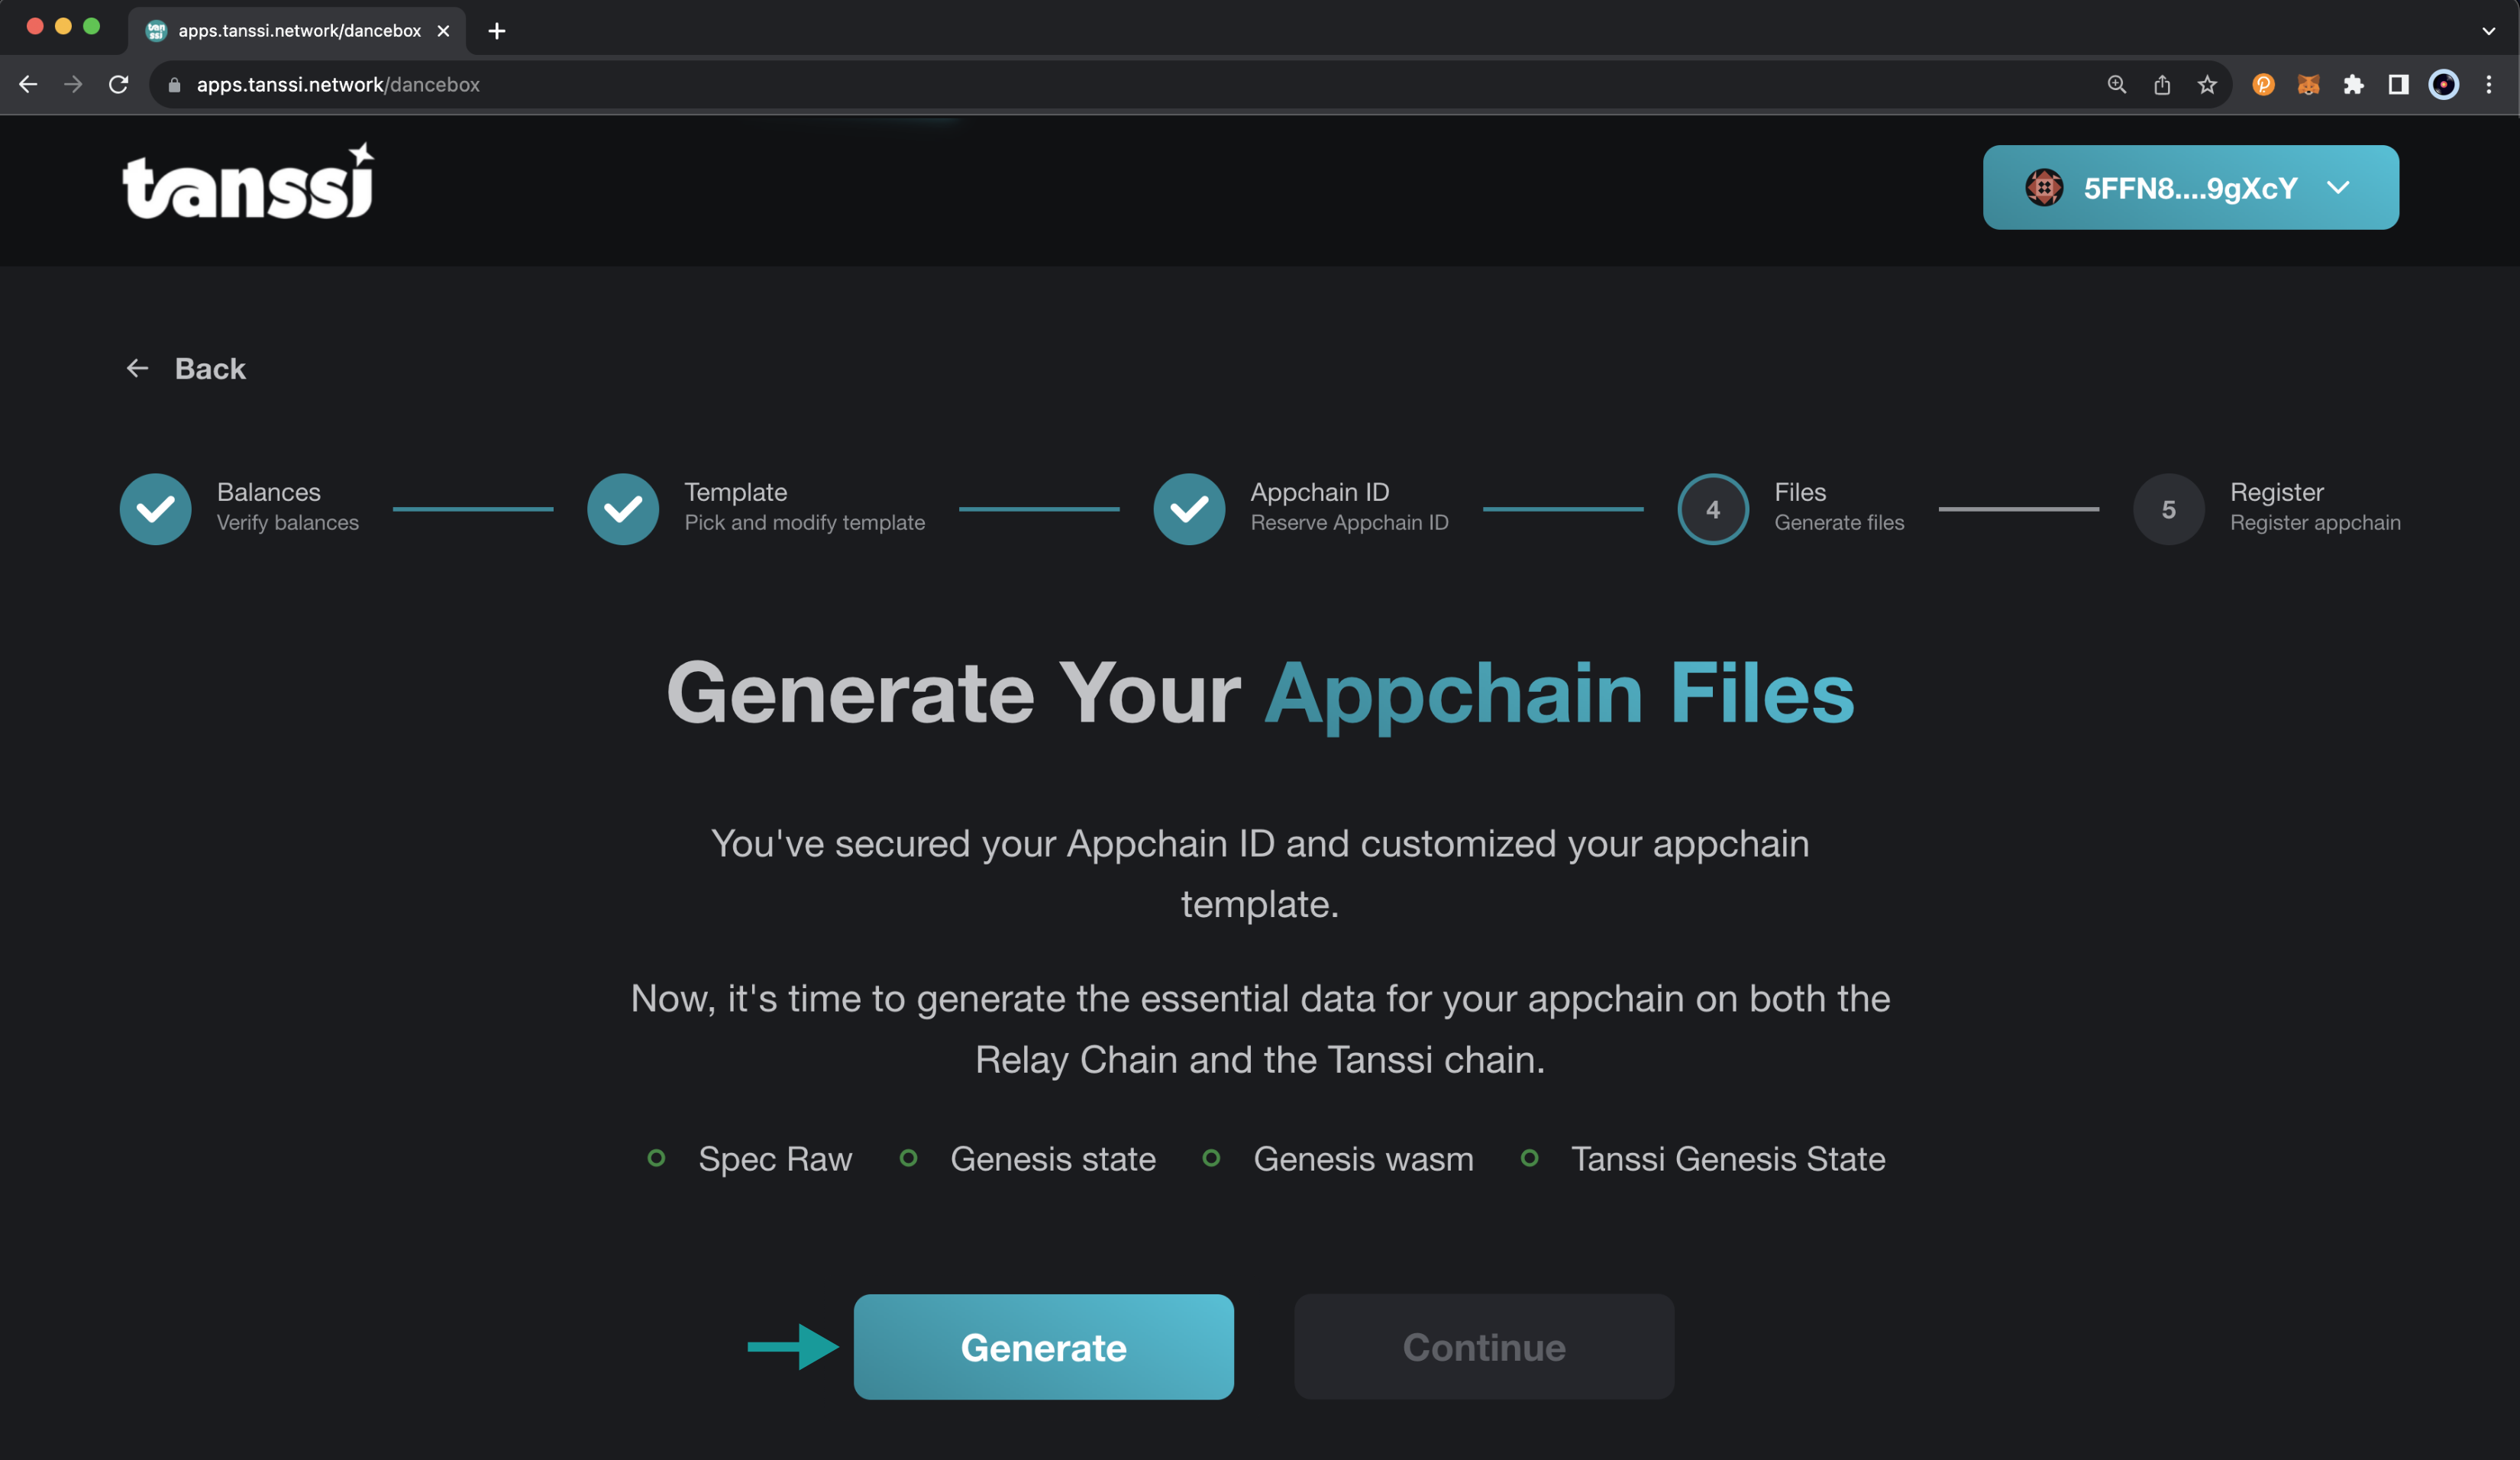 apps.tanssi.network/dancebox
apps.tanssi.network/dancebox
tanssi
5FFN8....9gXcY
Back
Balances
Verify balances
Template
Pick and modify template
Appchain ID
Reserve Appchain ID
4
Files
Generate files
5
Register
Register appchain
Generate Your Appchain Files
You've secured your Appchain ID and customized your appchain
template.
Now, it's time to generate the essential data for your appchain on both the
Relay Chain and the Tanssi chain.
Spec Raw
Genesis state
Genesis wasm
Tanssi Genesis State
Generate
Continue